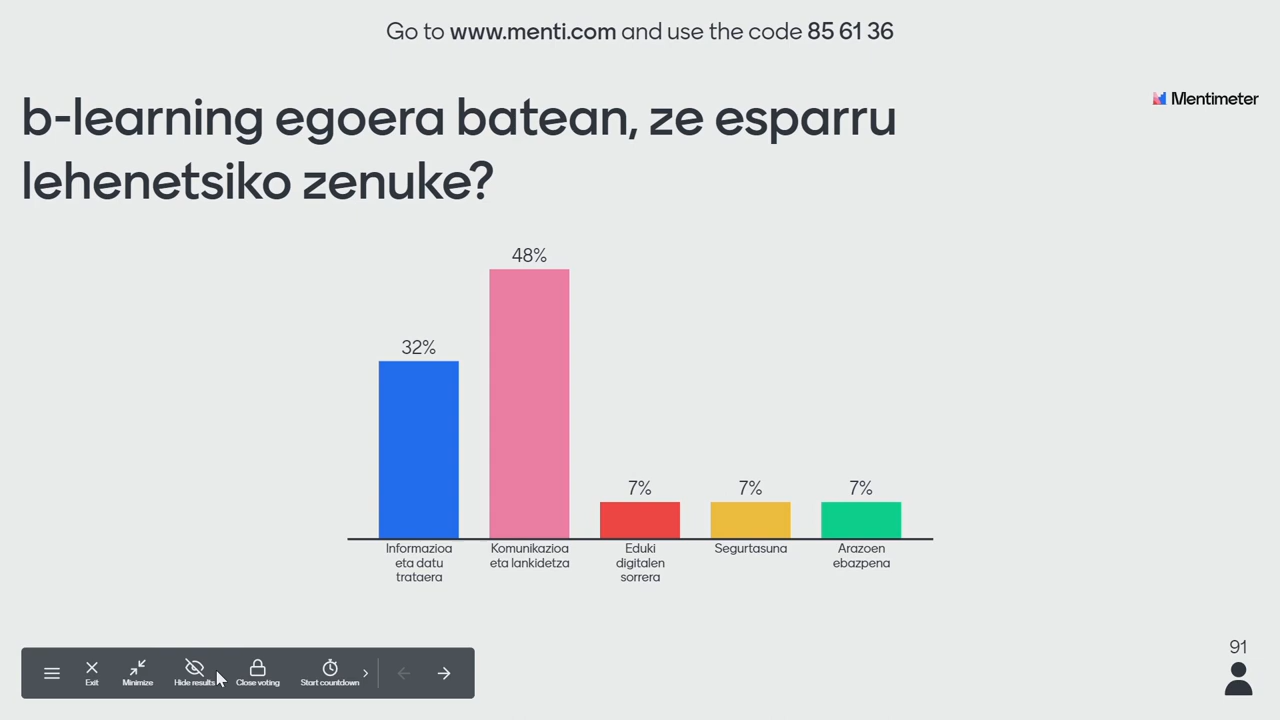 Go to www.menti.com and use the code 85 61 36
Mentimeter
b-learning egoera batean, ze esparru
lehenetsiko zenuke?
48%
32%
7%
7%
7%
Informazioa
eta datu
trataera
Komunikazioa
eta lankidetza
Eduki
digitalen
sorrera
Segurtasuna
Arazoen
ebazpena
91
Exit
Minimize
Hide results
Close voting
Start countdown